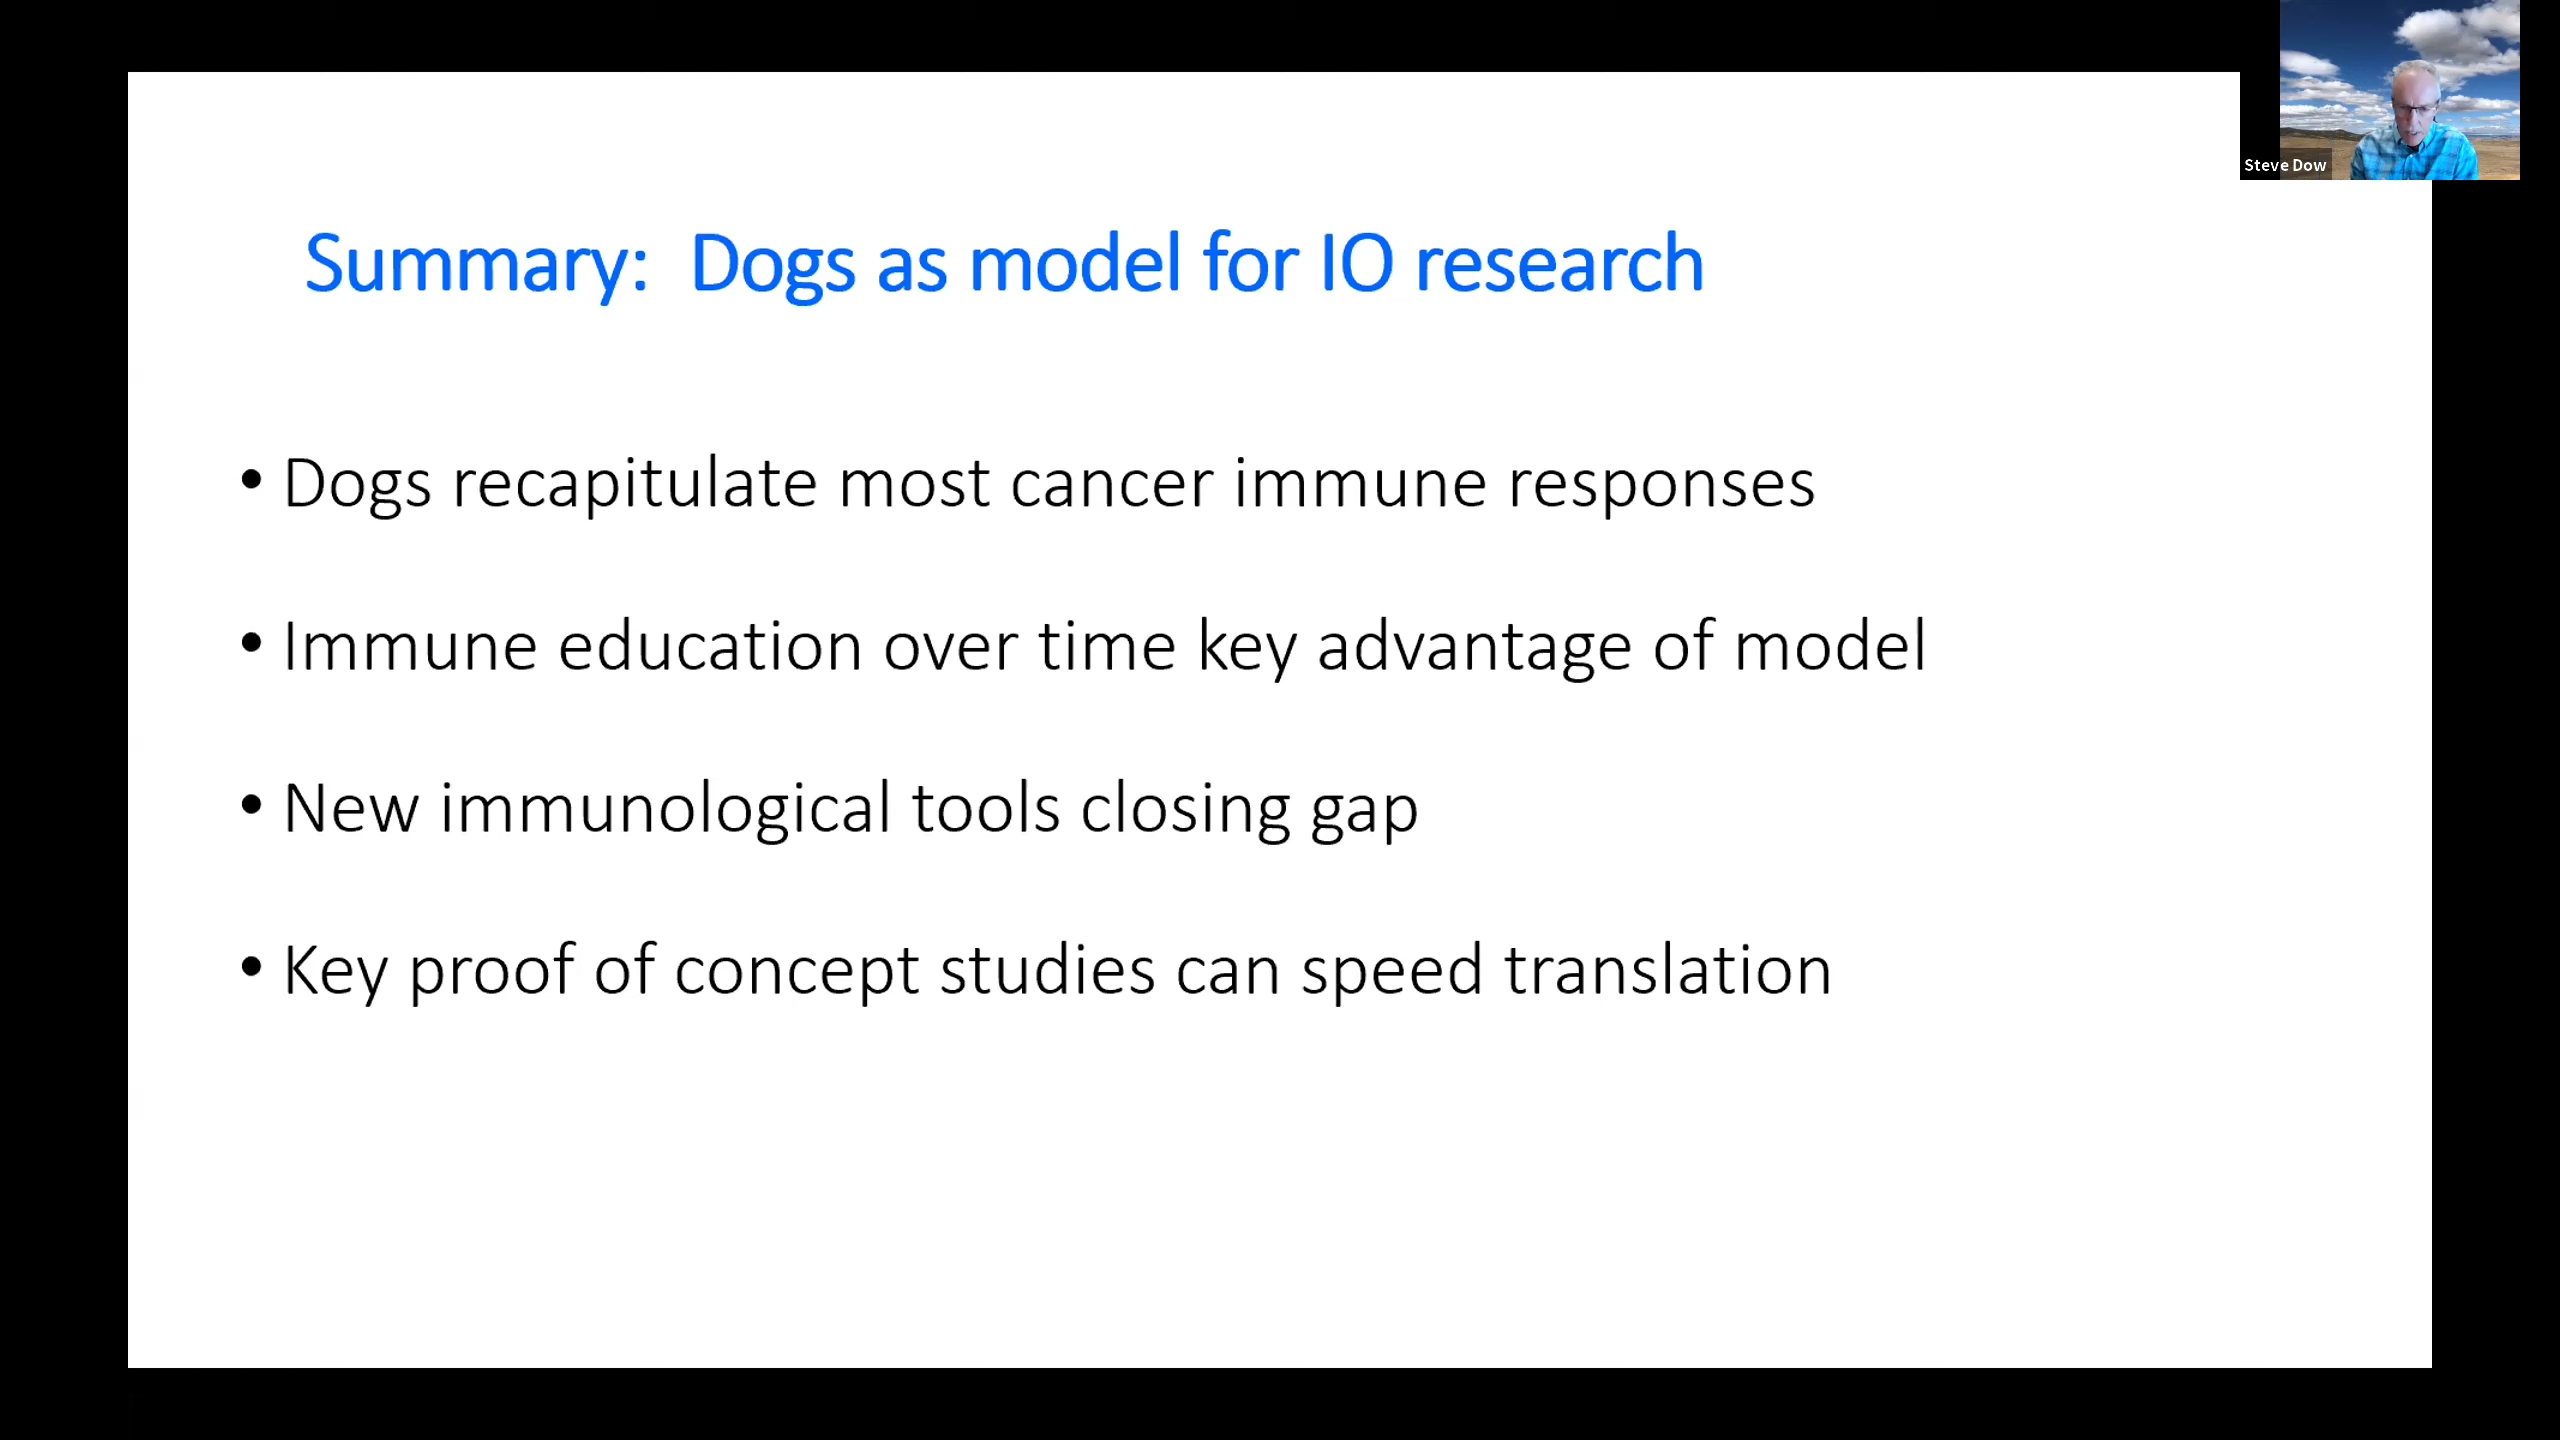 Steve Dow
Summary: Dogs as model for IO research
• Dogs recapitulate most cancer immune responses
• Immune education over time key advantage of model
• New immunological tools closing gap
• Key proof of concept studies can speed translation